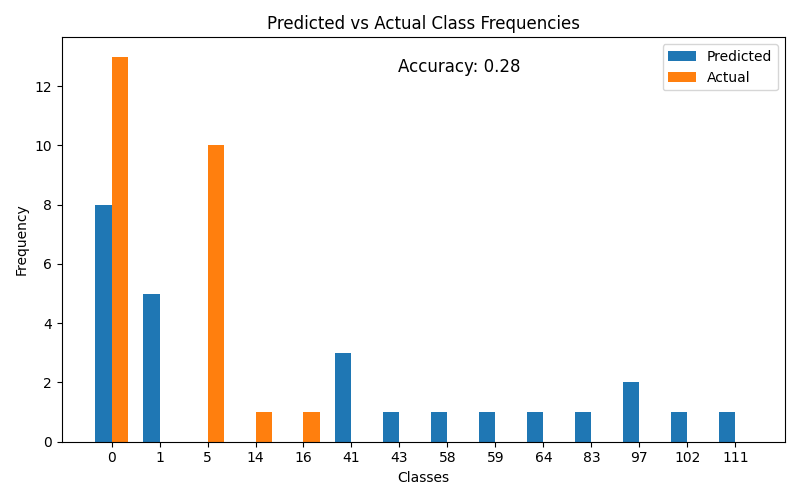 Predicted vs Actual Class Frequencies
Accuracy: 0.28
Predicted
Actual
Frequency
12
10
8
6
4
2
0
0 1 5 14 16 41 43 58 59 64 83 97 102 111
Classes